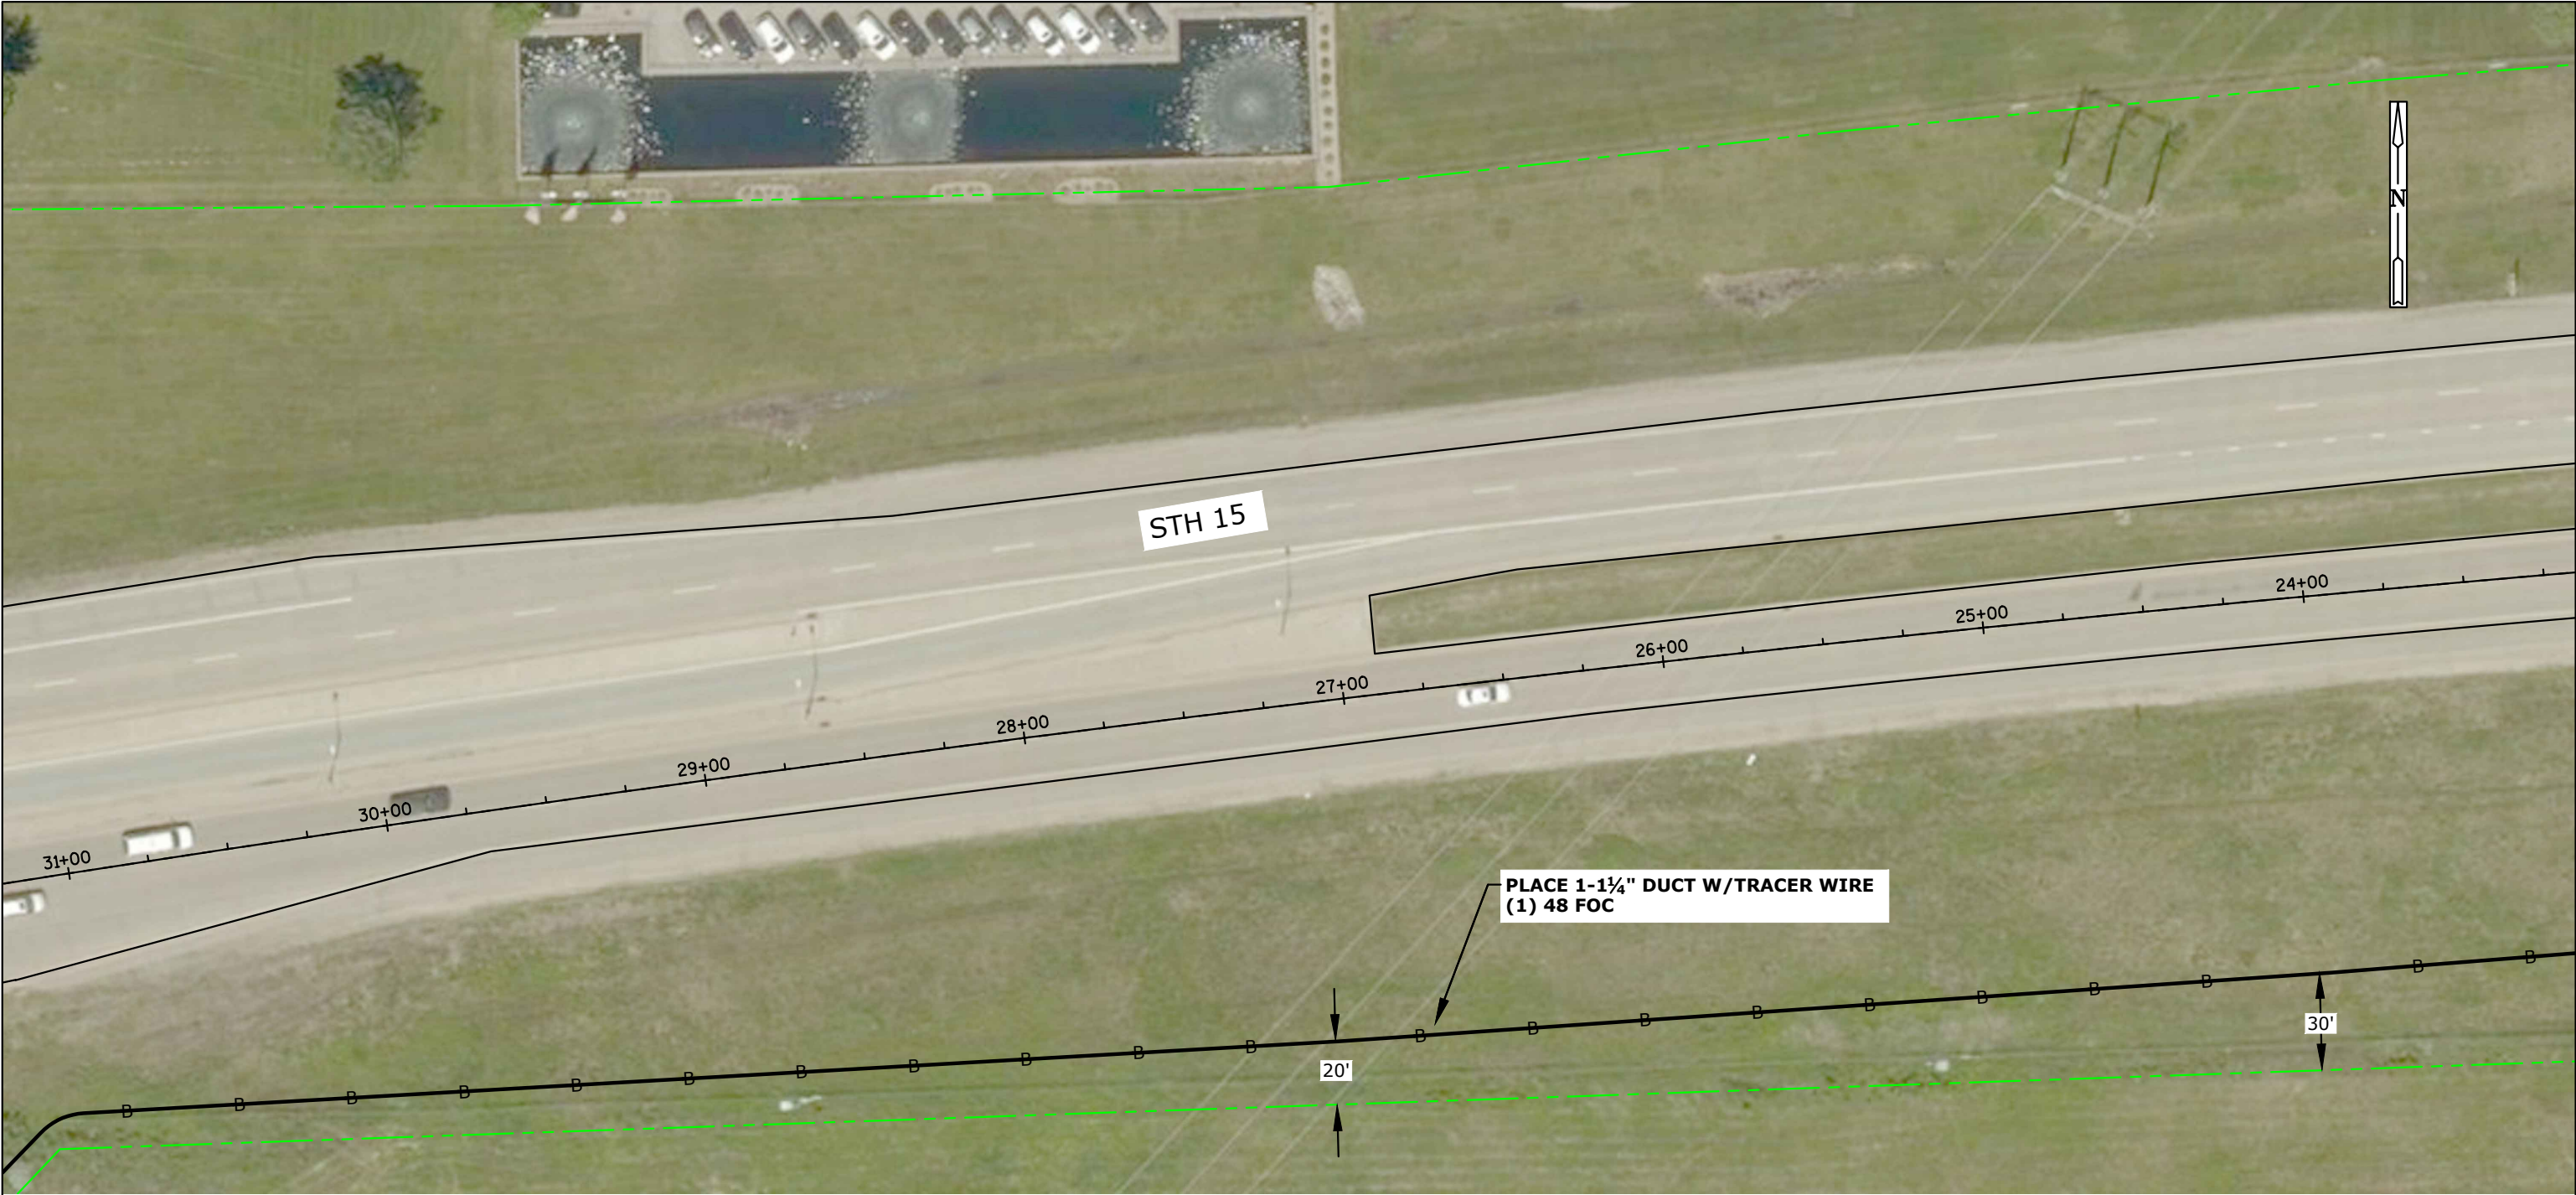 N
STH 15
24+00
25+00
26+00
27+00
28+00
29+00
30+00
31+00
PLACE 1-1¼" DUCT W/TRACER WIRE
(1) 48 FOC
B B B B B B B B B B B B B B B B B B B B B B
20'
30'